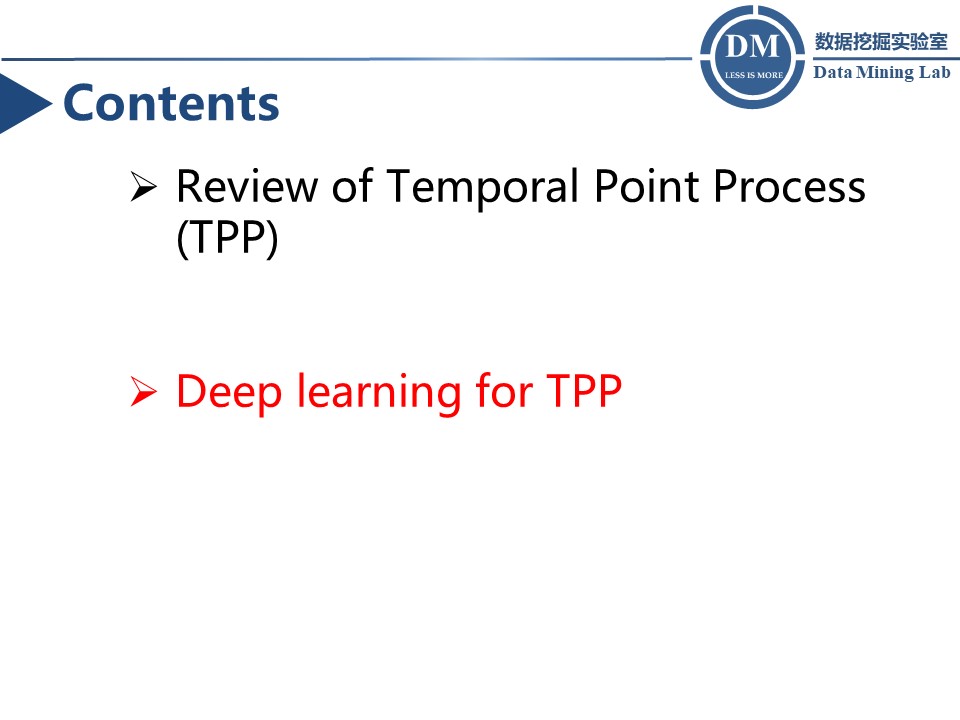 DM
LESS IS MORE
数据挖掘实验室
Data Mining Lab
Contents
Review of Temporal Point Process
(TPP)
Deep learning for TPP